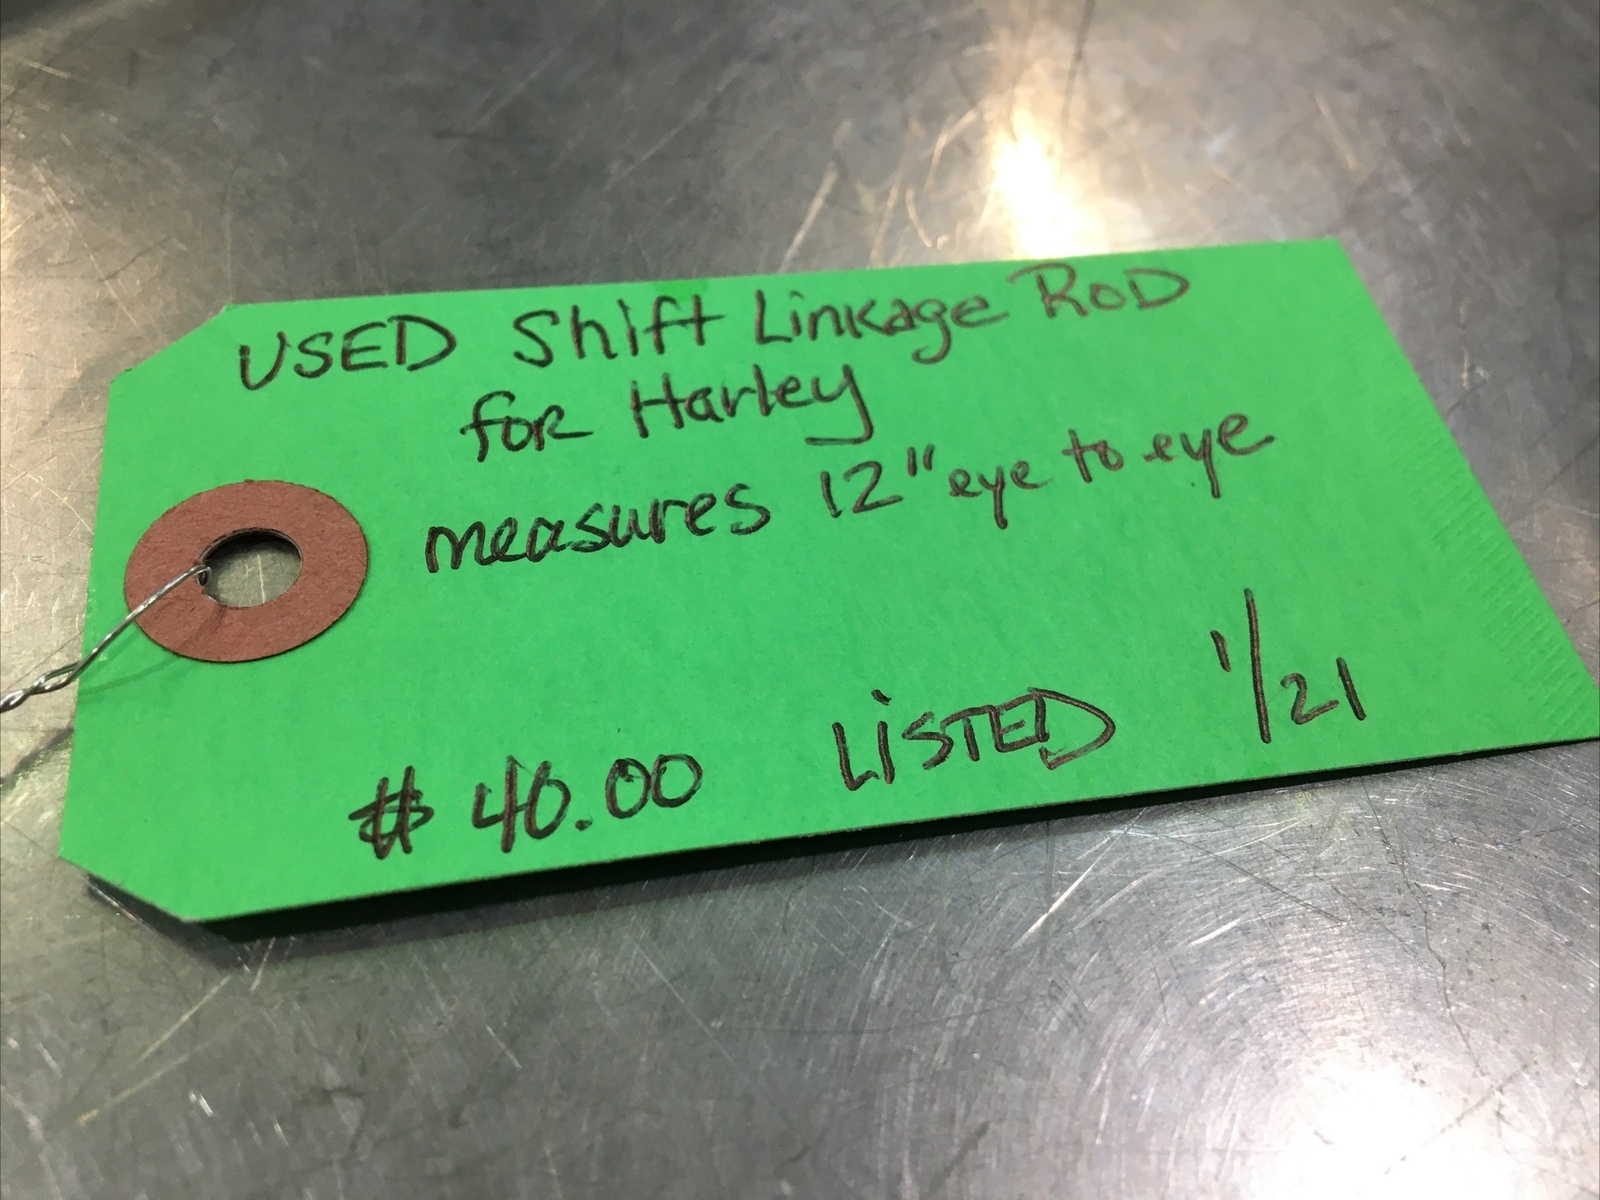 USED Shift Linkage ROD
for Harley
measures 12" eye to eye
$ 40.00 LiSTED 1/21